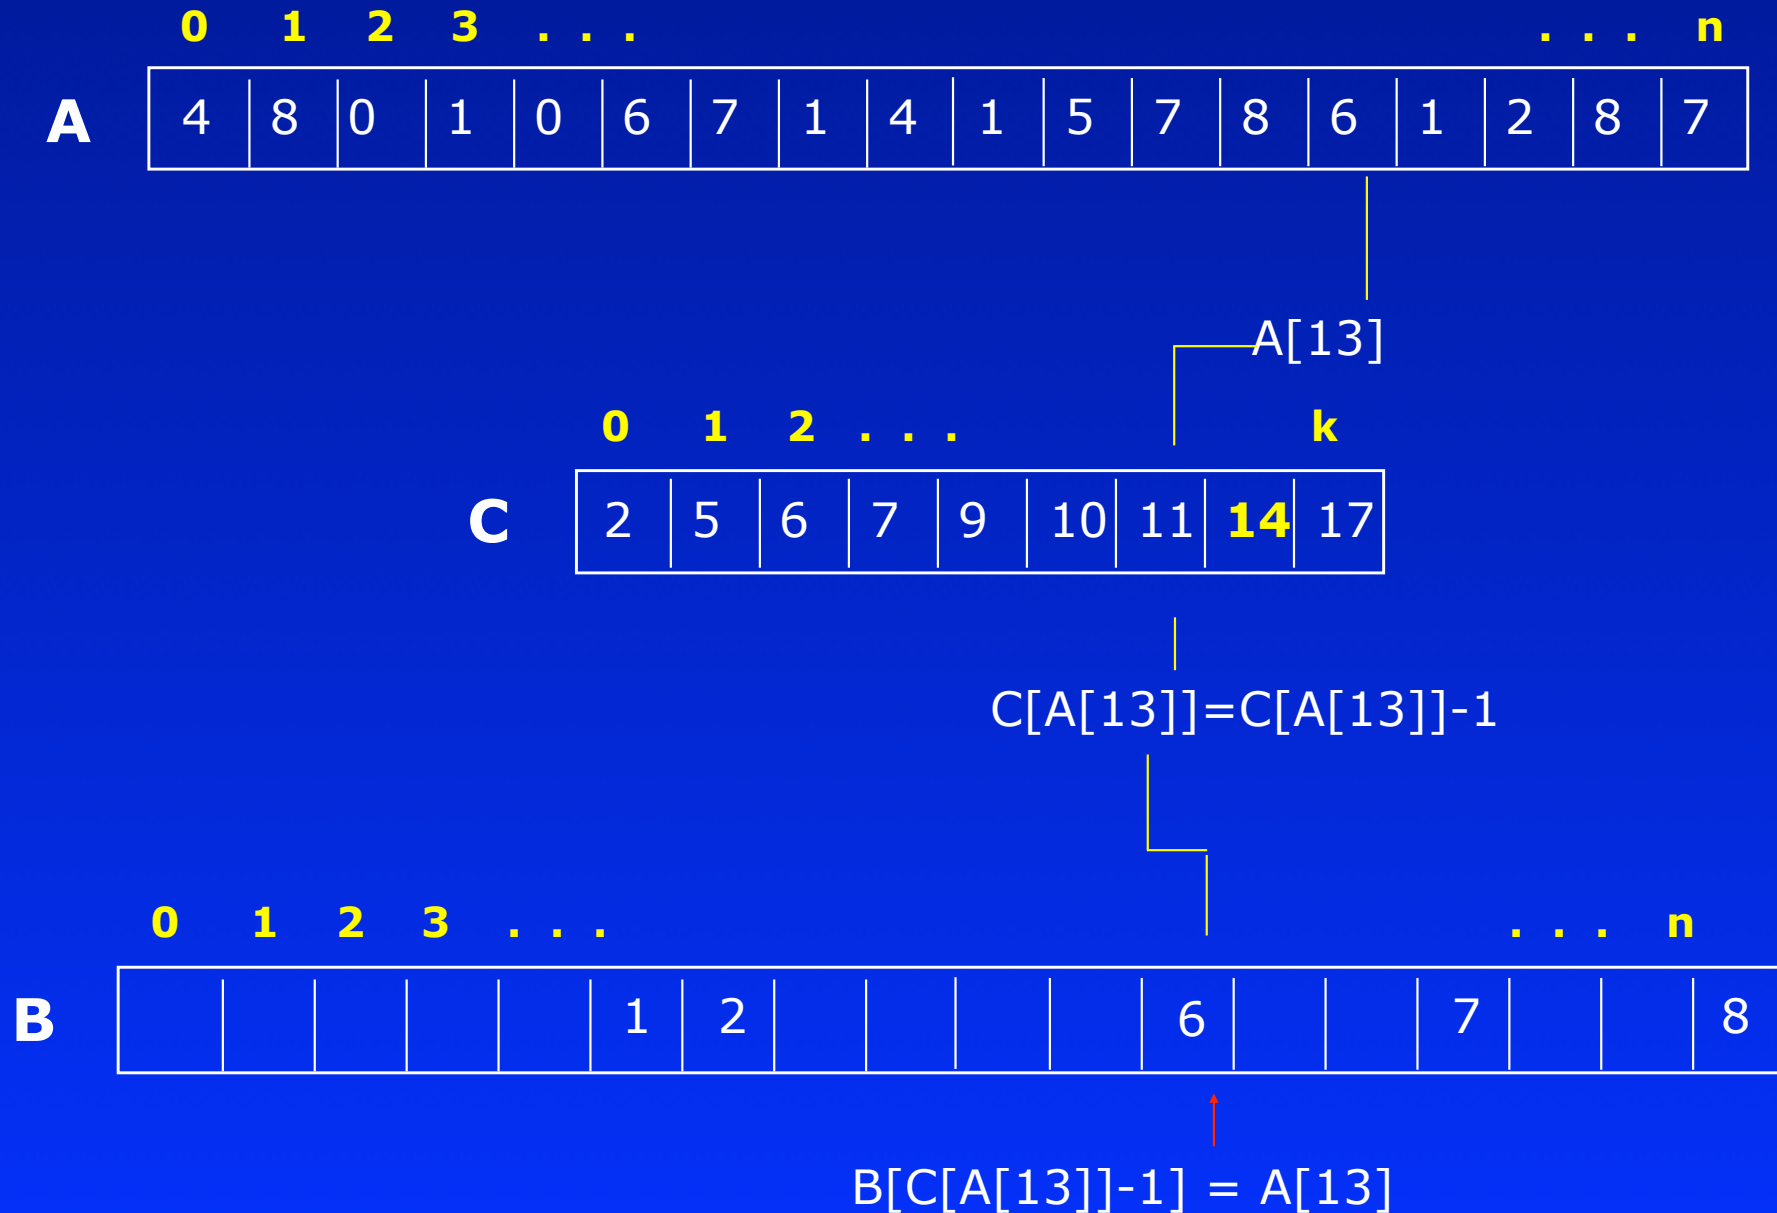 0 1 2 3 . . . . . . n
A 4 8 0 1 0 6 7 1 4 1 5 7 8 6 1 2 8 7
A[13]
0 1 2 . . . k
C 2 5 6 7 9 10 11 14 17
C[A[13]]=C[A[13]]-1
0 1 2 3 . . . . . . n
B 1 2 6 7 8
B[C[A[13]]-1] = A[13]